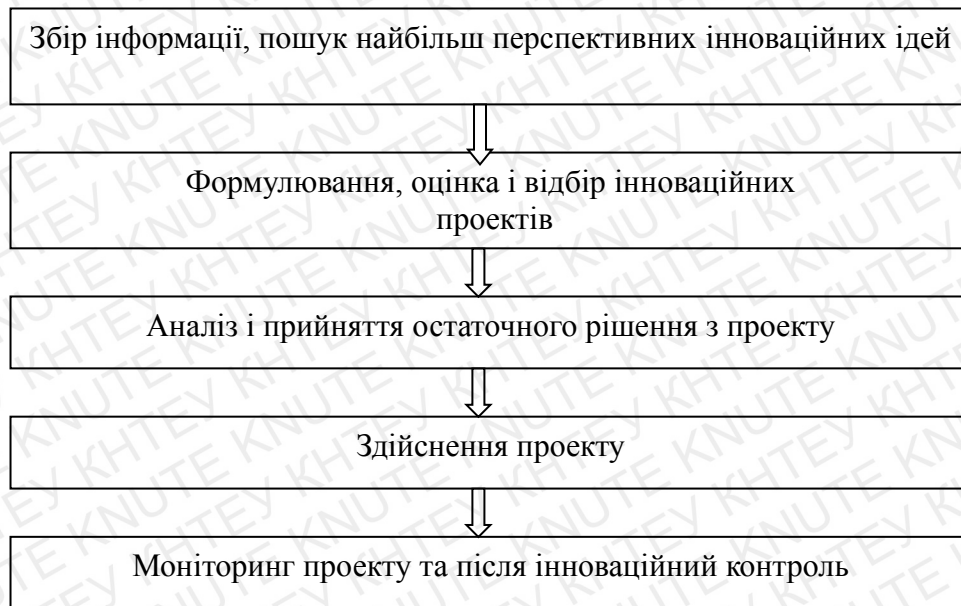 Збір інформації, пошук найбільш перспективних інноваційних ідей
Формулювання, оцінка і відбір інноваційних
проектів
Аналіз і прийняття остаточного рішення з проекту
Здійснення проекту
Моніторинг проекту та після інноваційний контроль